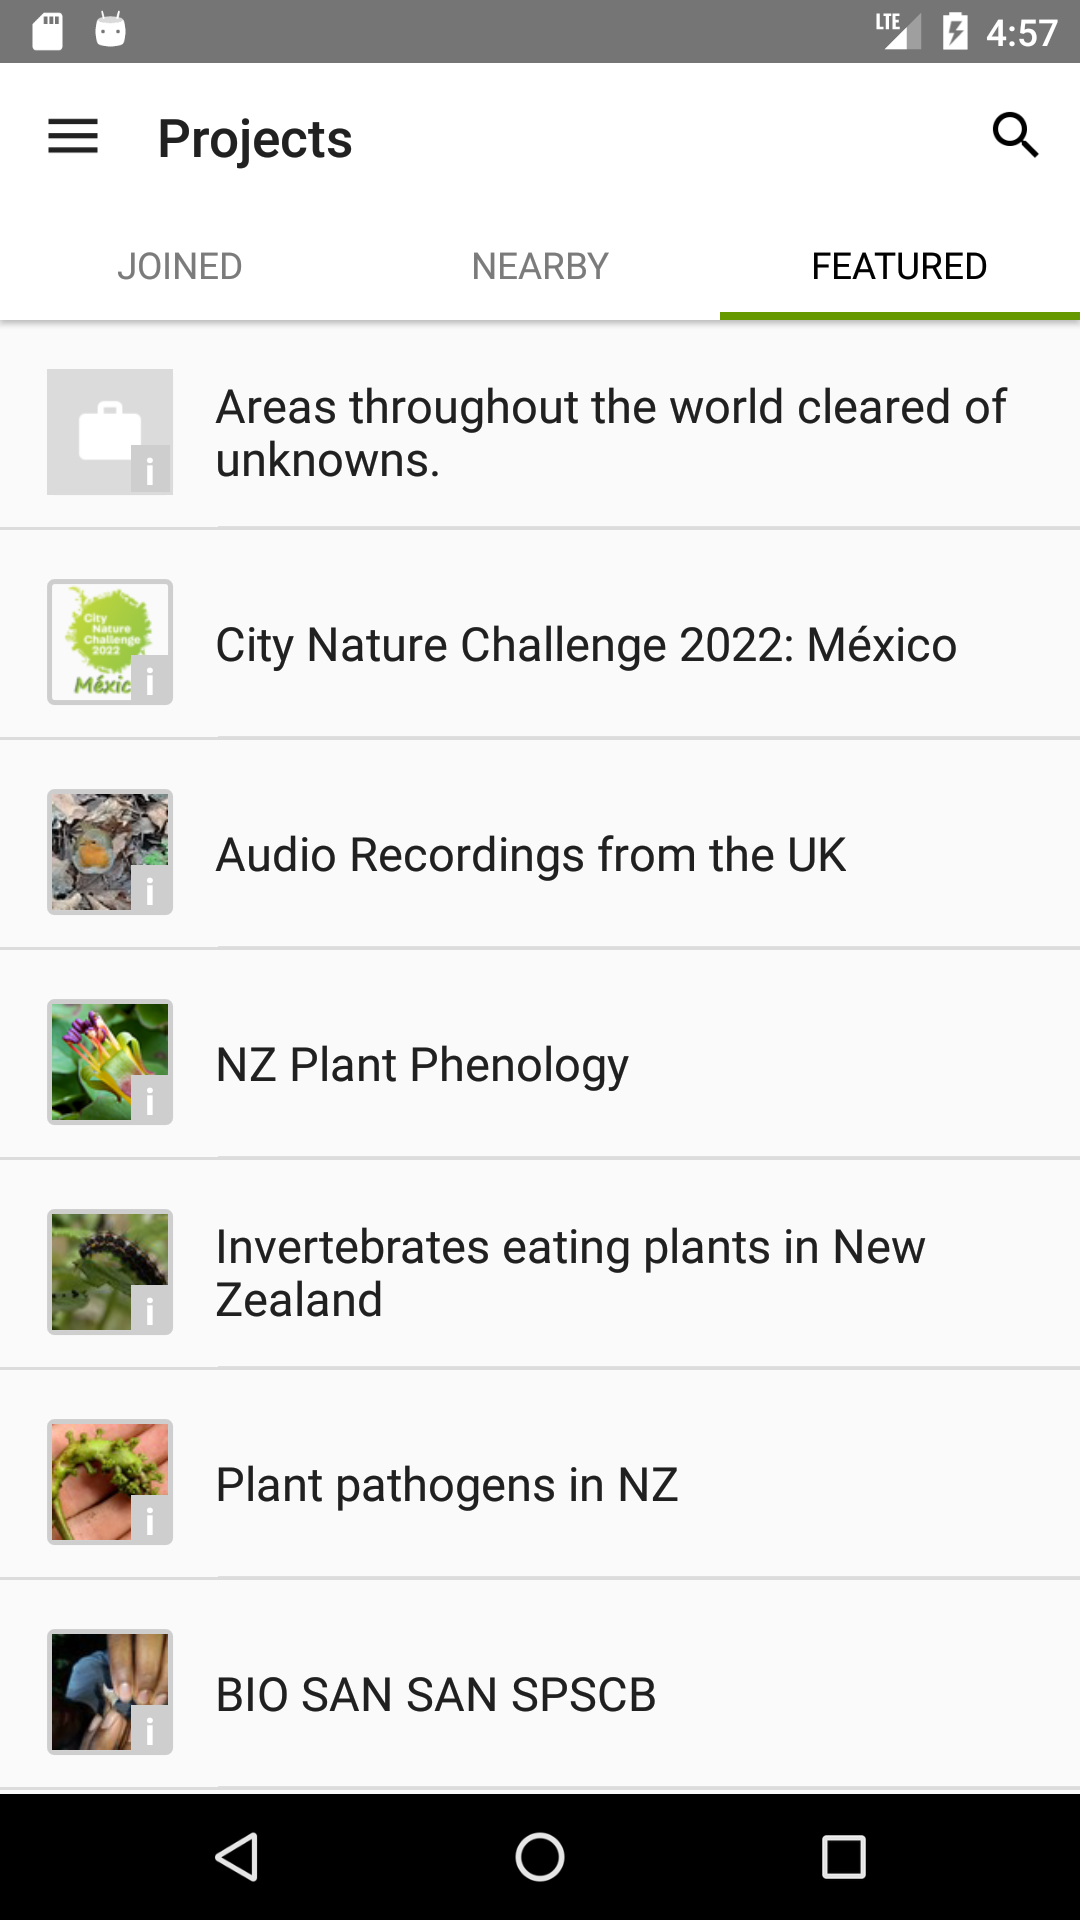 LTE 4:57
Projects
JOINED NEARBY FEATURED
Areas throughout the world cleared of
unknowns.
City
Nature
Challenge
2022
Méxic
City Nature Challenge 2022: México
Audio Recordings from the UK
NZ Plant Phenology
Invertebrates eating plants in New
Zealand
Plant pathogens in NZ
BIO SAN SAN SPSCB